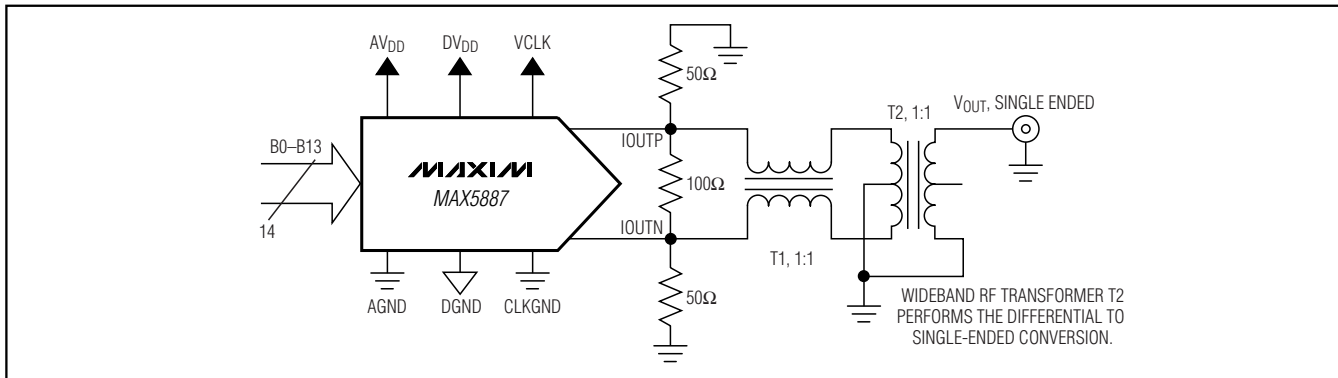 AVDD
DVDD
VCLK
50Ω
T2, 1:1
VOUT, SINGLE ENDED
B0–B13
IOUTP
MAXIM
MAX5887
100Ω
14
IOUTN
T1, 1:1
50Ω
AGND
DGND
CLKGND
WIDEBAND RF TRANSFORMER T2
PERFORMS THE DIFFERENTIAL TO
SINGLE-ENDED CONVERSION.